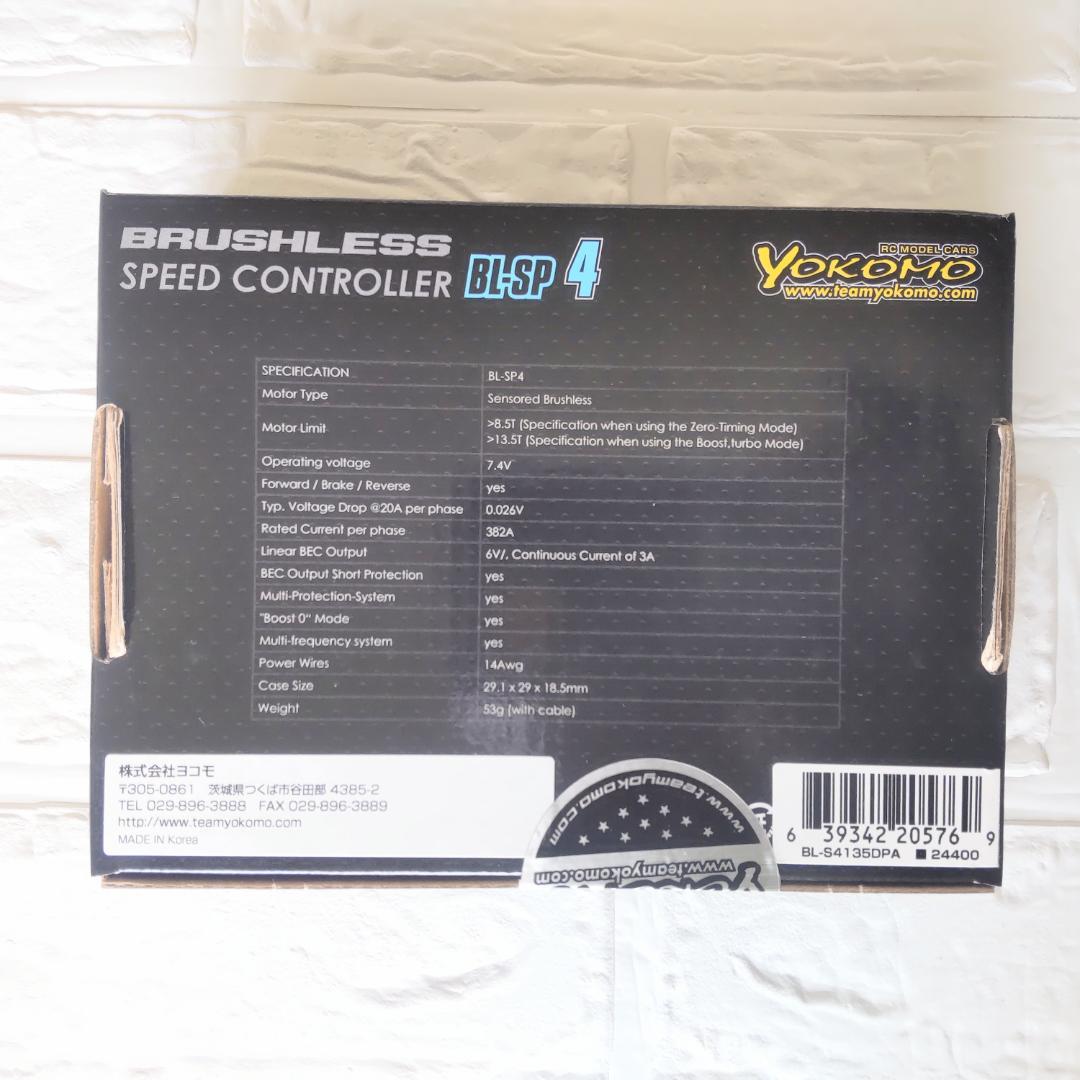 BRUSHLESS
SPEED CONTROLLER BL-SP 4
RC MODEL CARS
YOKOMO
www.teamyokomo.com
SPECIFICATION BL-SP4
Motor Type Sensored Brushless
Motor Limit >8.5T (Specification when using the Zero-Timing Mode)
>13.5T (Specification when using the Boost,turbo Mode)
Operating voltage 7.4V
Forward / Brake / Reverse yes
Typ. Voltage Drop @20A per phase 0.026V
Rated Current per phase 382A
Linear BEC Output 6V/, Continuous Current of 3A
BEC Output Short Protection yes
Multi-Protection-System yes
"Boost 0" Mode yes
Multi-frequency system yes
Power Wires 14Awg
Case Size 29.1 x 29 x 18.5mm
Weight 53g (with cable)
株式会社ヨコモ
〒305-0861 茨城県つくば市谷田部 4385-2
TEL 029-896-3888 FAX 029-896-3889
http://www.teamyokomo.com
MADE IN Korea
www.teamyokomo.com
www.teamyokomo.com
6 39342 20576 9
BL-S4135DPA ■24400